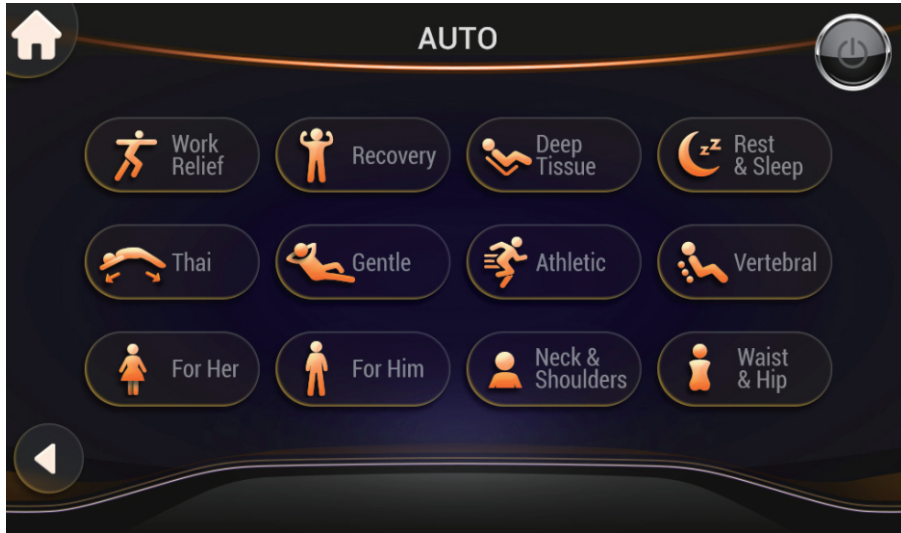 AUTO
Work
Relief
Recovery
Deep
Tissue
zZ Rest
& Sleep
Thai
Gentle
Athletic
Vertebral
For Her
For Him
Neck &
Shoulders
Waist
& Hip